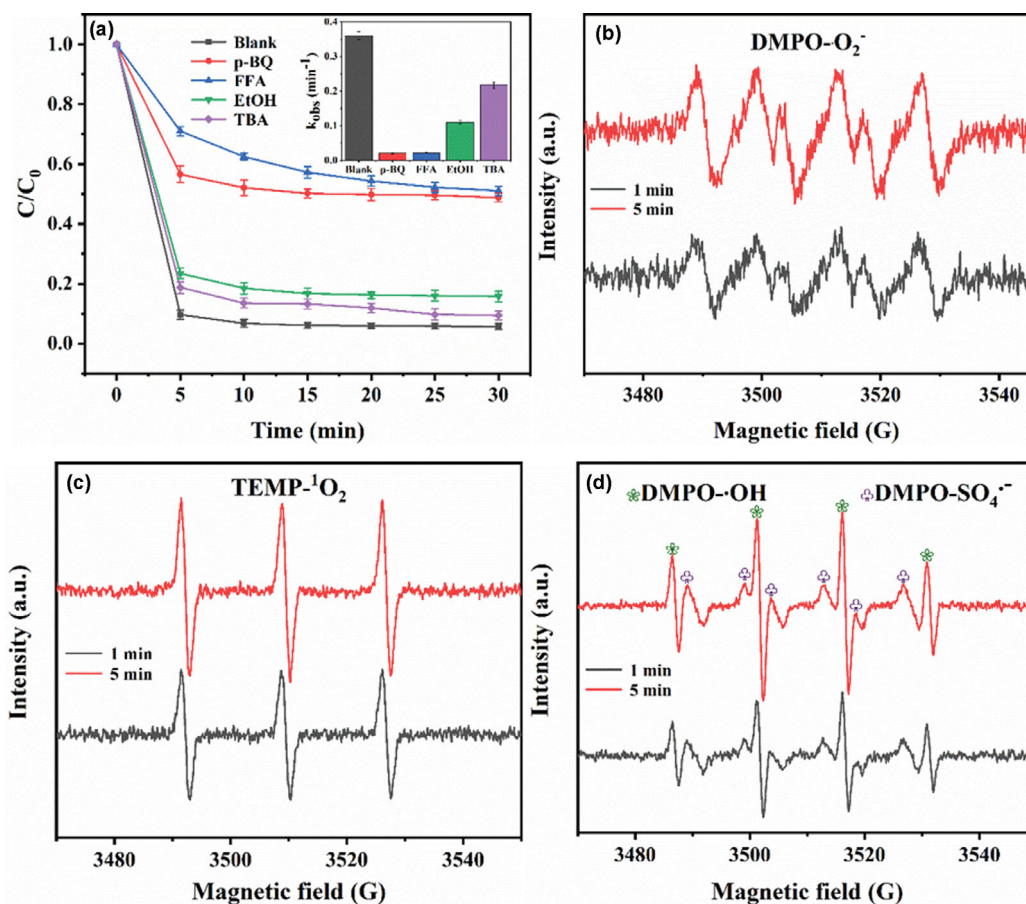 (a)
Blank
p-BQ
FFA
EtOH
TBA
C/C₀
1.0
0.8
0.6
0.4
0.2
0.0
0 5 10 15 20 25 30
Time (min)
kobs (min⁻¹)
0.4
0.3
0.2
0.1
0.0
Blank p-BQ FFA EtOH TBA
(b)
DMPO-·O₂⁻
Intensity (a.u.)
1 min
5 min
3480 3500 3520 3540
Magnetic field (G)
(c)
TEMP-¹O₂
Intensity (a.u.)
1 min
5 min
3480 3500 3520 3540
Magnetic field (G)
(d)
DMPO-·OH DMPO-SO₄·⁻
Intensity (a.u.)
1 min
5 min
3480 3500 3520 3540
Magnetic field (G)